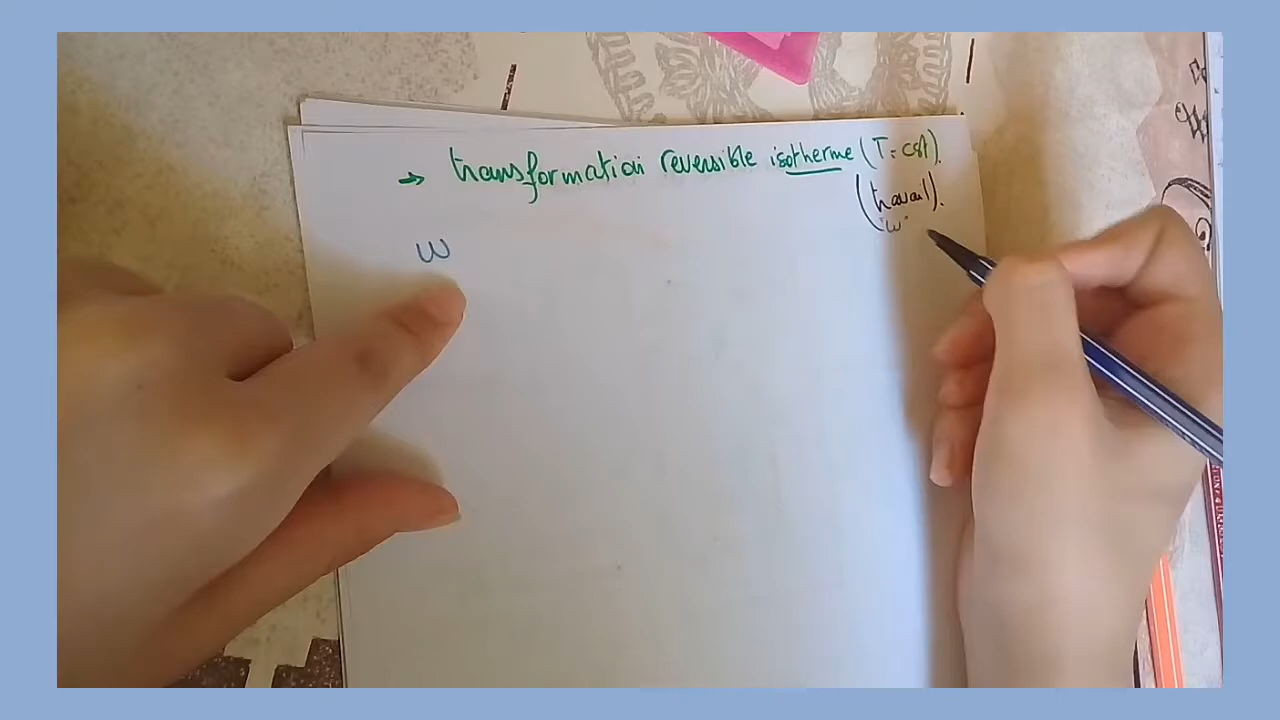 → transformation reversible isotherme (T = cst).
(travail).
"w"
w